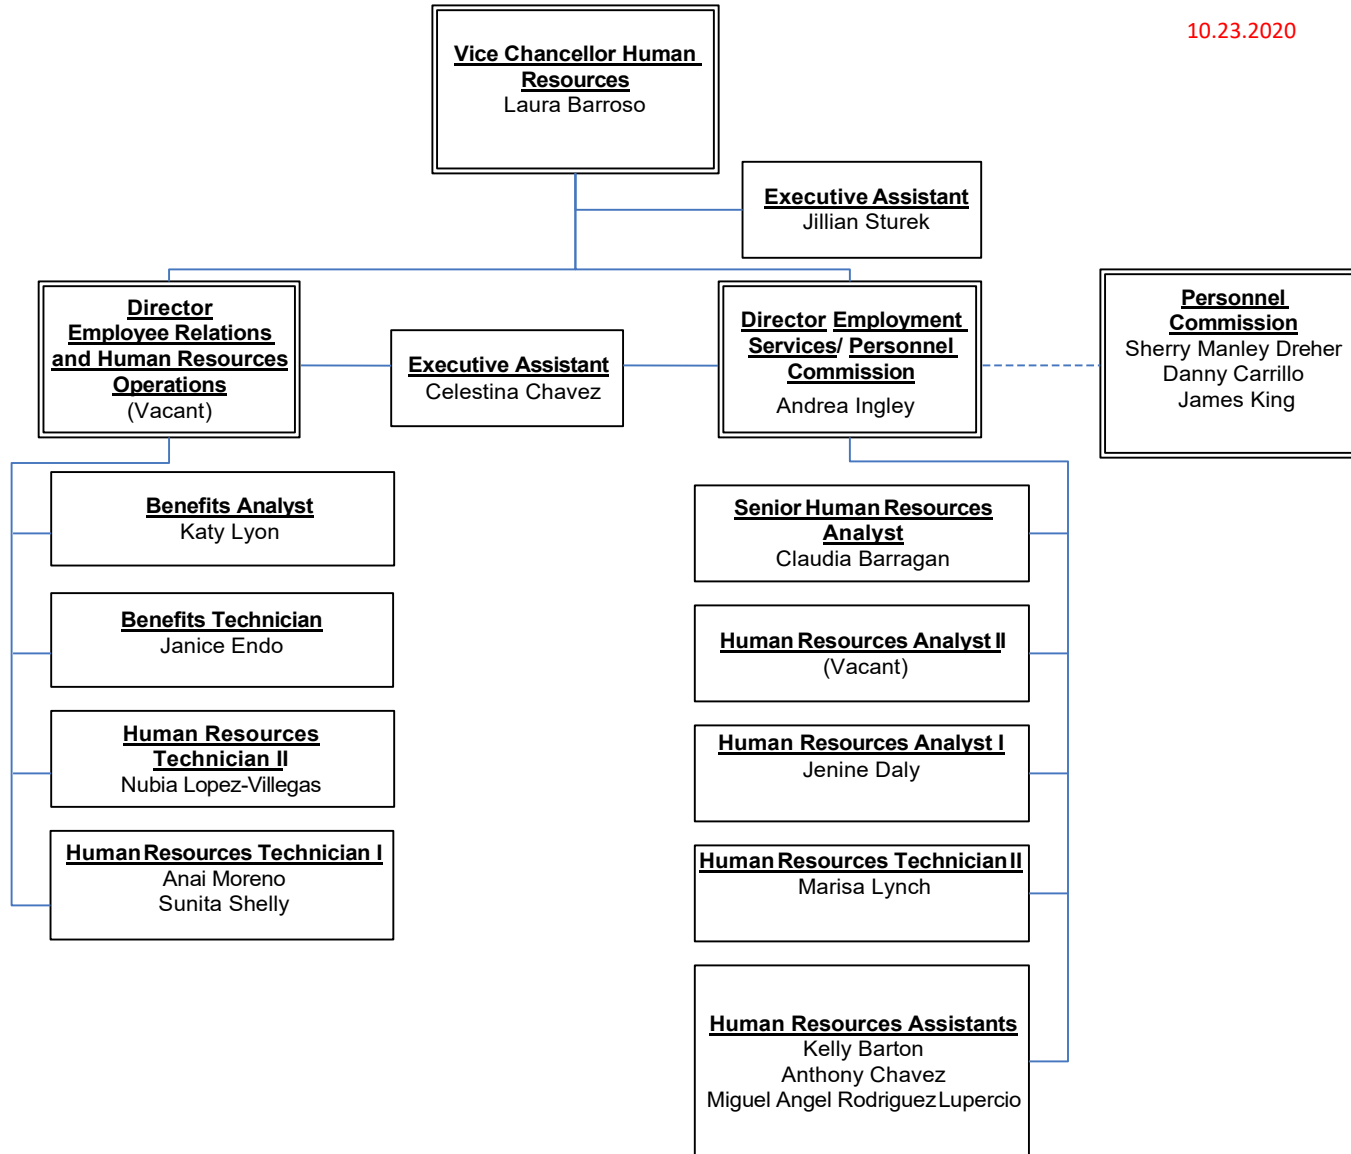 10.23.2020
Vice Chancellor Human
Resources
Laura Barroso
Executive Assistant
Jillian Sturek
Director
Employee Relations
and Human Resources
Operations
(Vacant)
Executive Assistant
Celestina Chavez
Director Employment
Services/ Personnel
Commission
Andrea Ingley
Personnel
Commission
Sherry Manley Dreher
Danny Carrillo
James King
Benefits Analyst
Katy Lyon
Benefits Technician
Janice Endo
Human Resources
Technician II
Nubia Lopez-Villegas
Human Resources Technician I
Anai Moreno
Sunita Shelly
Senior Human Resources
Analyst
Claudia Barragan
Human Resources Analyst II
(Vacant)
Human Resources Analyst I
Jenine Daly
Human Resources Technician II
Marisa Lynch
Human Resources Assistants
Kelly Barton
Anthony Chavez
Miguel Angel Rodriguez Lupercio